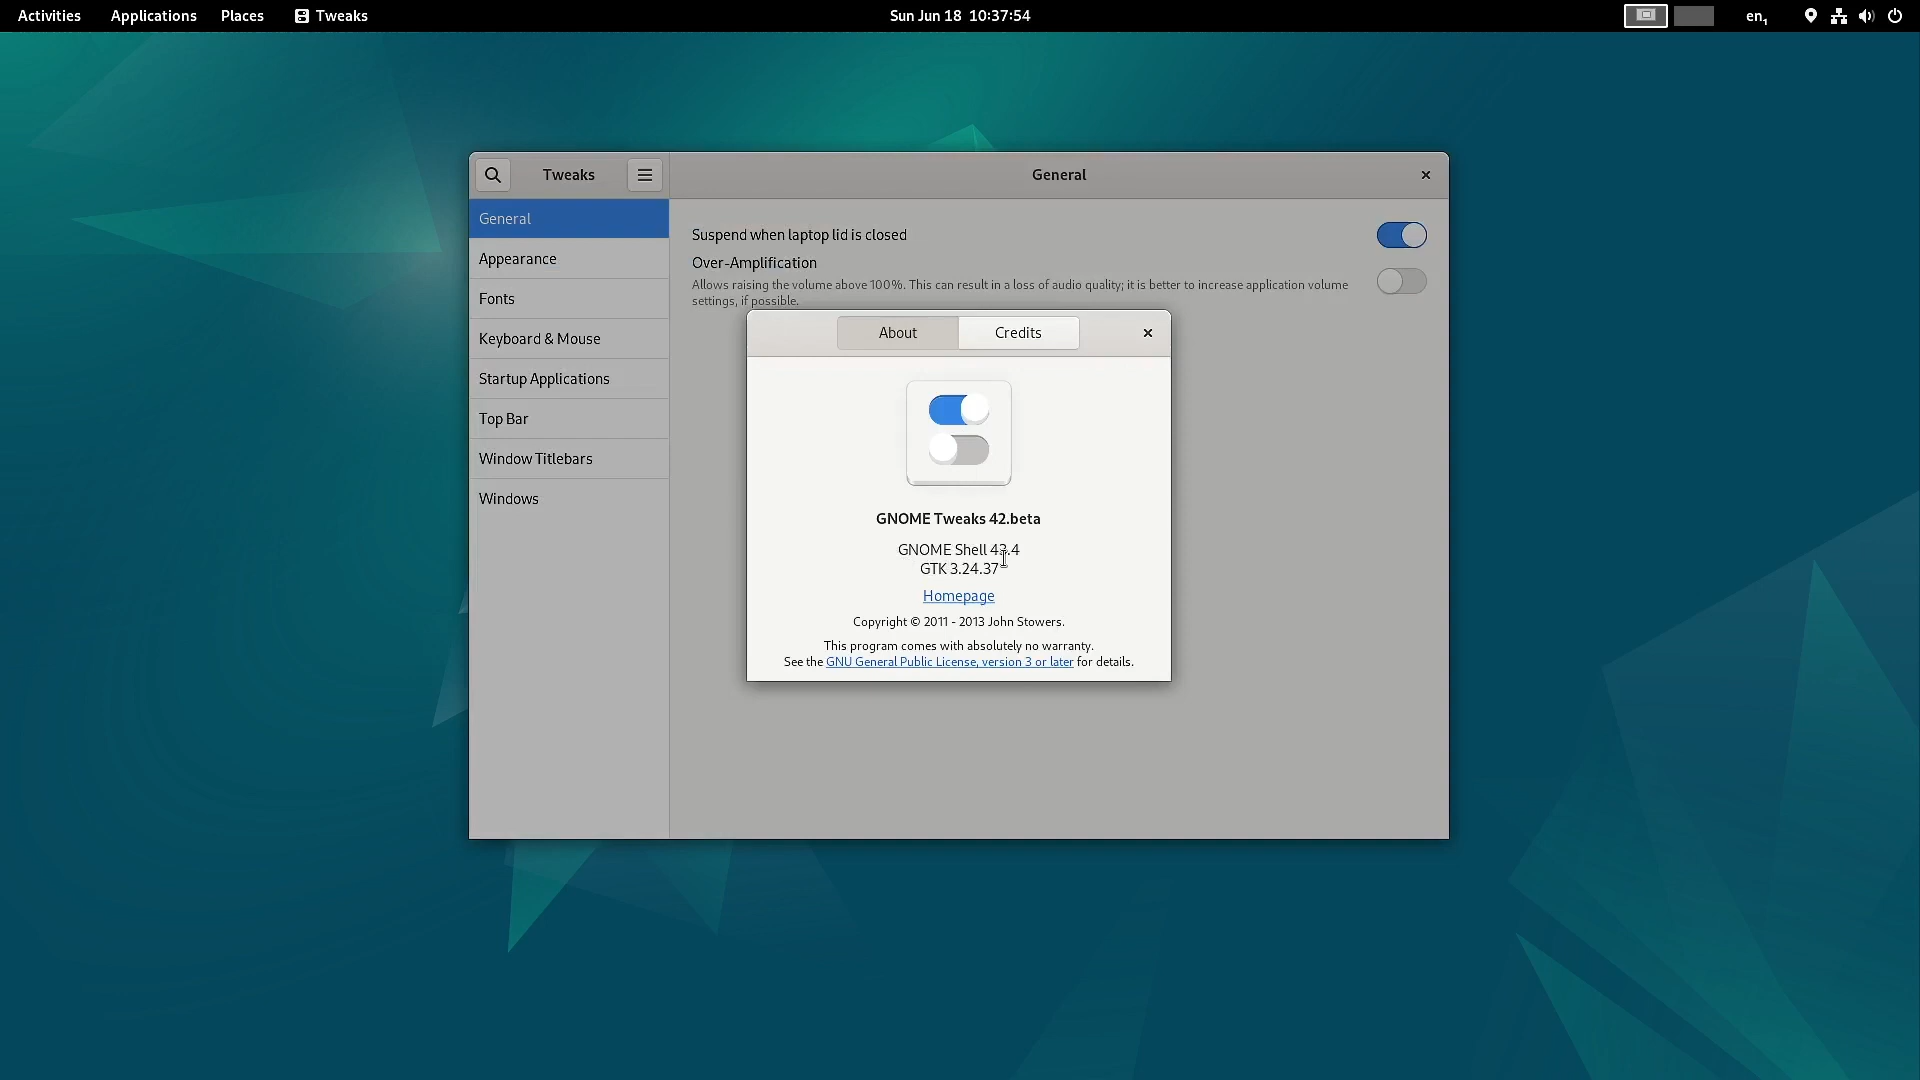 Activities Applications Places Tweaks Sun Jun 18 10:37:54 en₁
Tweaks General
General
Appearance
Fonts
Keyboard & Mouse
Startup Applications
Top Bar
Window Titlebars
Windows
Suspend when laptop lid is closed
Over-Amplification
Allows raising the volume above 100%. This can result in a loss of audio quality; it is better to increase application volume
settings, if possible.
About Credits
GNOME Tweaks 42.beta
GNOME Shell 43.4
GTK 3.24.37
Homepage
Copyright © 2011 - 2013 John Stowers.
This program comes with absolutely no warranty.
See the GNU General Public License, version 3 or later for details.